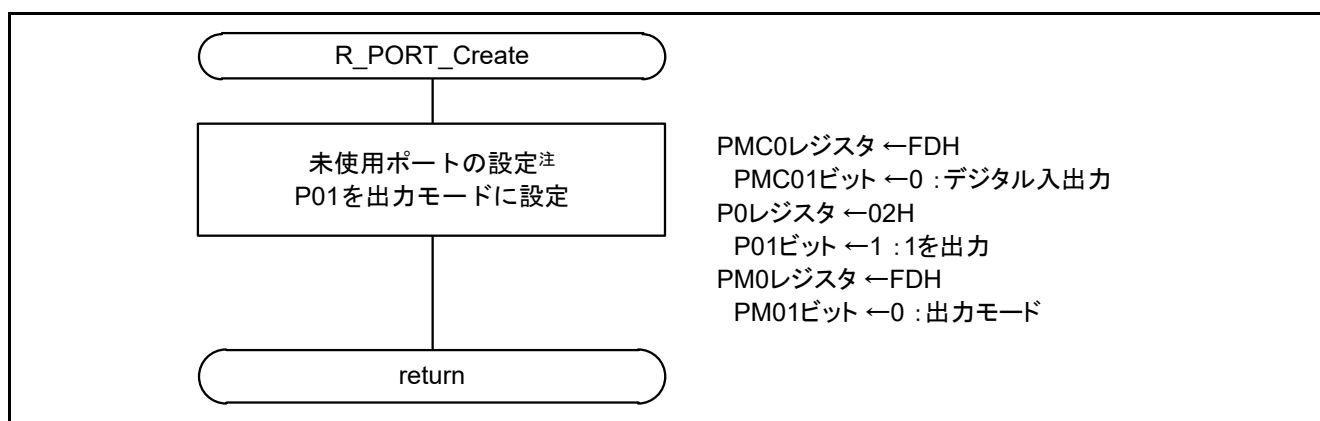 R_PORT_Create
未使用ポートの設定注
P01を出力モードに設定
PMC0レジスタ ←FDH
PMC01ビット ←0 :デジタル入出力
P0レジスタ ←02H
P01ビット ←1 :1を出力
PM0レジスタ ←FDH
PM01ビット ←0 :出力モード
return